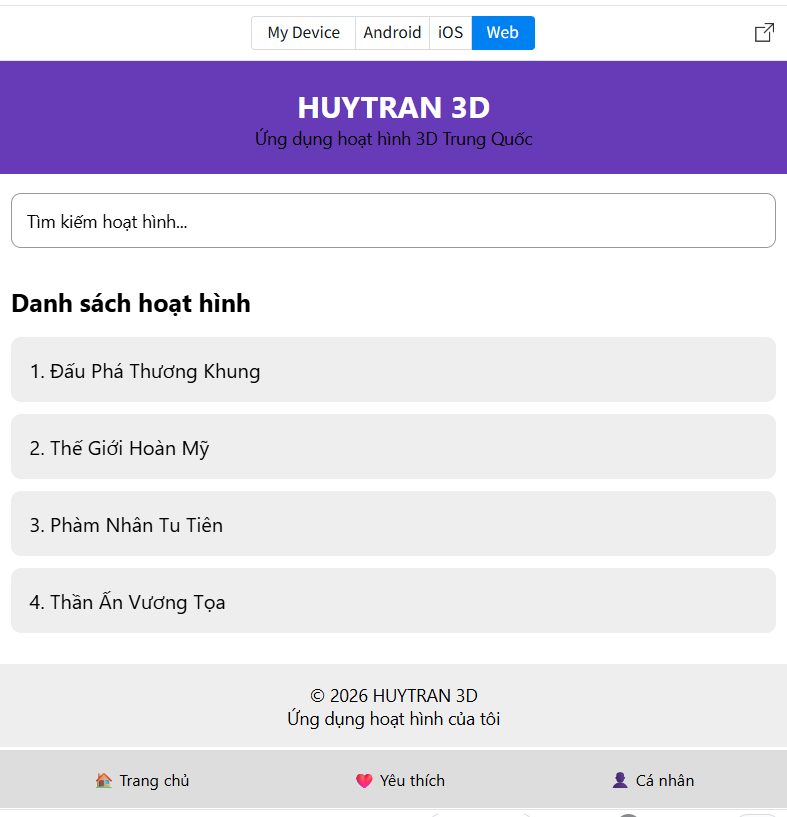 My Device Android iOS Web
HUYTRAN 3D
Ứng dụng hoạt hình 3D Trung Quốc
Tìm kiếm hoạt hình...
Danh sách hoạt hình
1. Đấu Phá Thương Khung
2. Thế Giới Hoàn Mỹ
3. Phàm Nhân Tu Tiên
4. Thần Ấn Vương Tọa
© 2026 HUYTRAN 3D
Ứng dụng hoạt hình của tôi
🏠 Trang chủ ❤️ Yêu thích 👤 Cá nhân